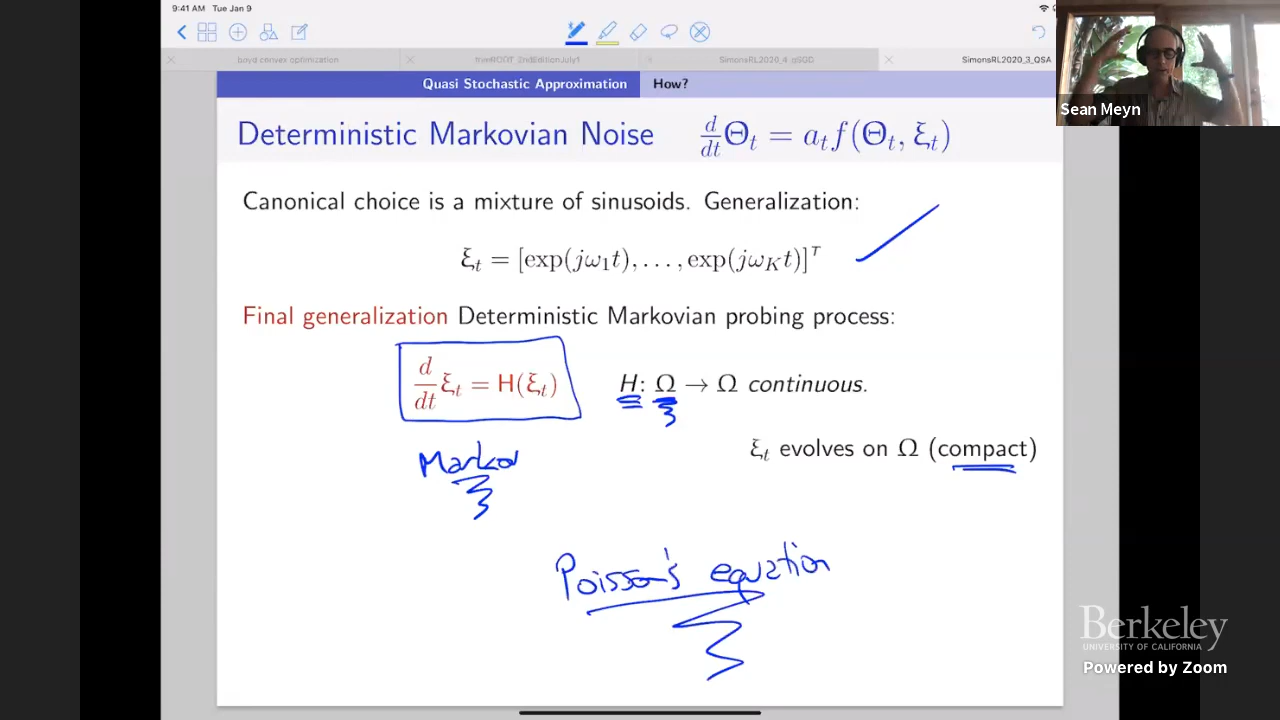 9:41 AM Tue Jan 9
boyd convex optimization
SimonsRL2020_4_qSGD
SimonsRL2020_3_QSA
Sean Meyn
Quasi Stochastic Approximation How?
Deterministic Markovian Noise d/dt Θ_t = a_t f(Θ_t, ξ_t)
Canonical choice is a mixture of sinusoids. Generalization:
ξ_t = [exp(jω_1t), . . . , exp(jω_Kt)]^T
Final generalization Deterministic Markovian probing process:
d/dt ξ_t = H(ξ_t) H: Ω → Ω continuous.
ξ_t evolves on Ω (compact)
Markov
Poisson's equation
Berkeley
UNIVERSITY OF CALIFORNIA
Powered by Zoom